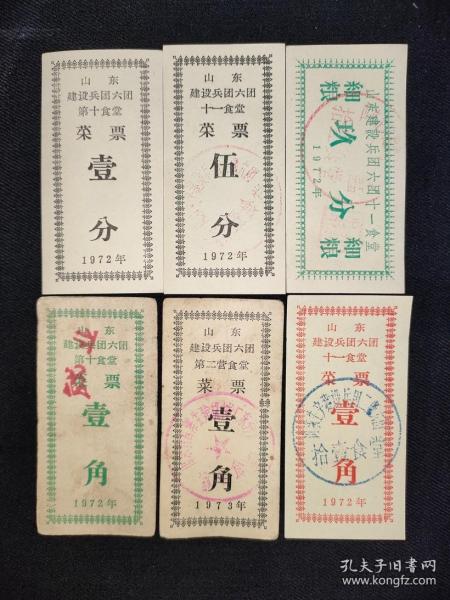 山东
建设兵团六团
第十食堂
菜票
壹
分
1972年
山东
建设兵团六团
十一食堂
菜票
伍
分
1972年
山东建设兵团六团十一食堂
细粮
玖分
细粮
1972年
山东
建设兵团六团
第十食堂
菜票
壹
角
1972年
山东
建设兵团六团
第二营食堂
菜票
壹
角
1973年
山东
建设兵团六团
十一食堂
菜票
壹
角
1972年
孔夫子旧书网
book.kongfz.com